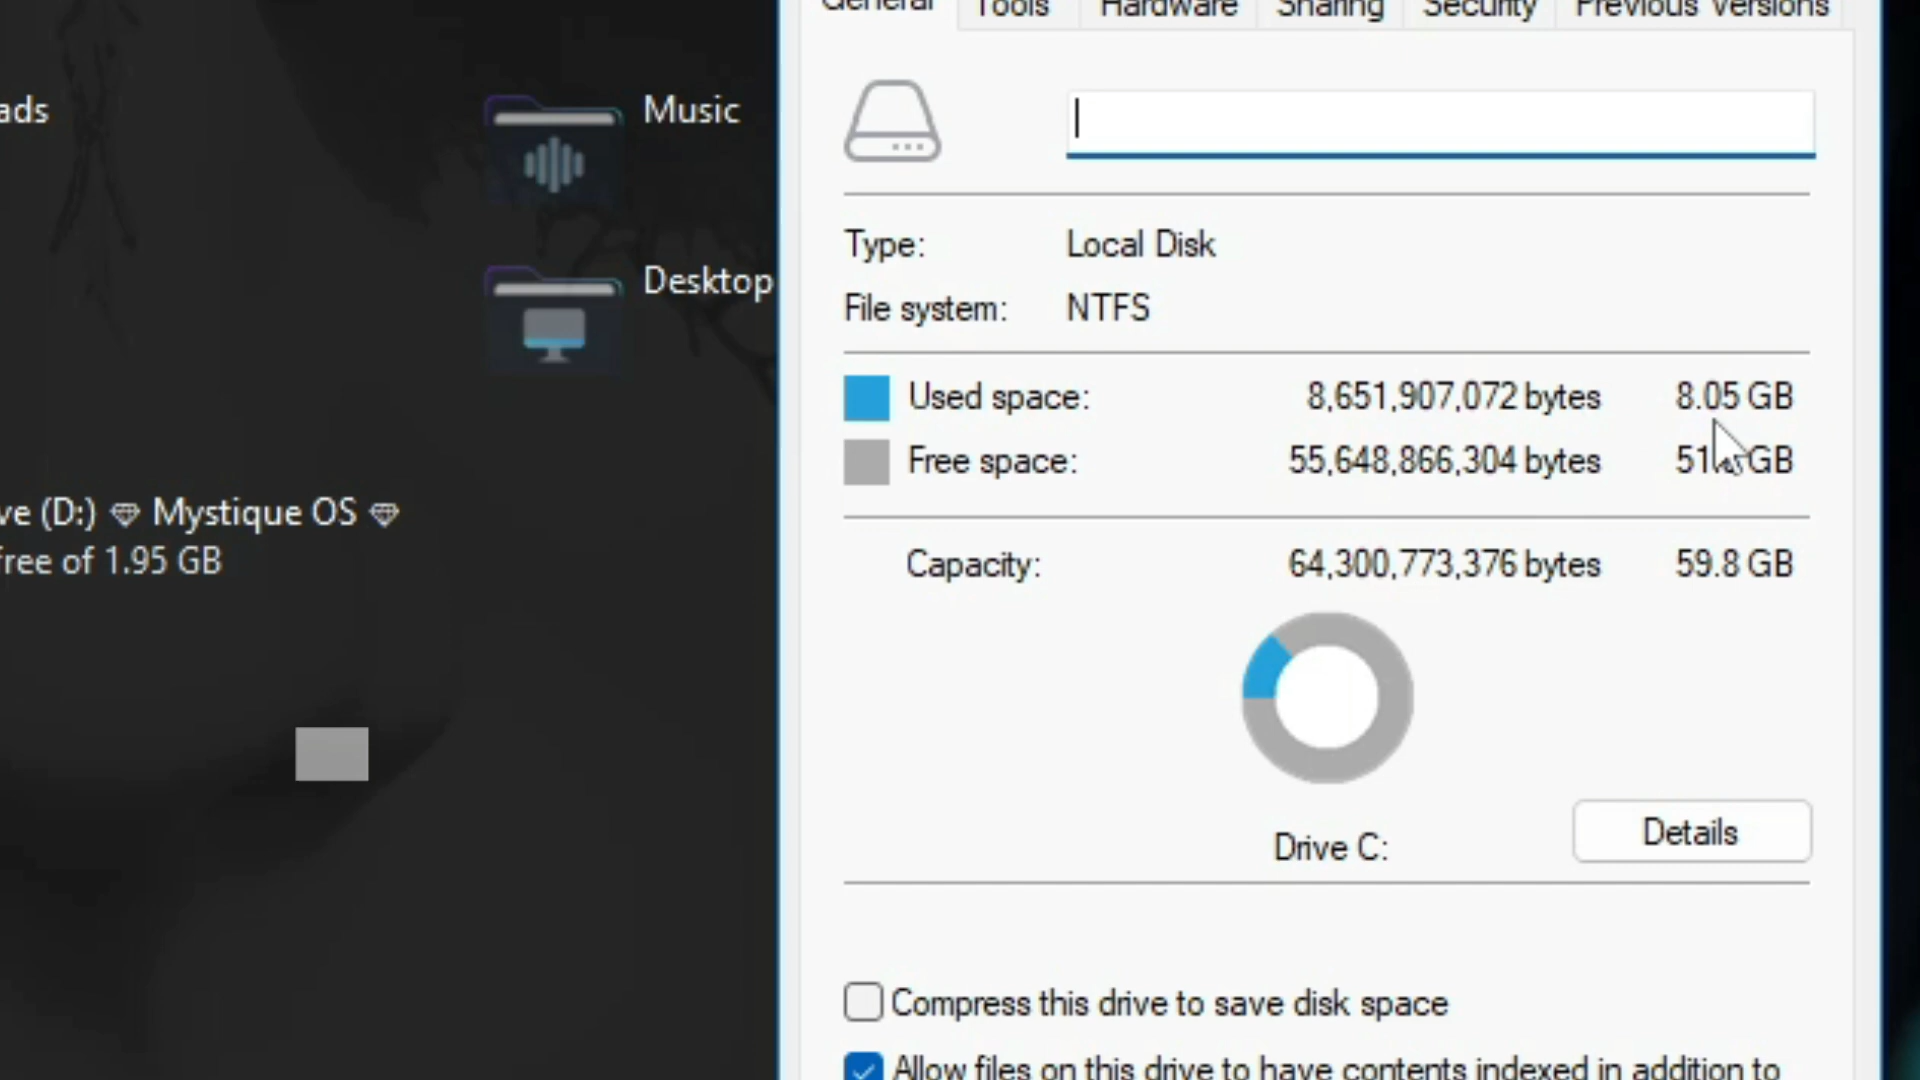 General Tools Hardware Sharing Security Previous Versions
ads
Music
Desktop
Type: Local Disk
File system: NTFS
Used space: 8,651,907,072 bytes 8.05 GB
Free space: 55,648,866,304 bytes 51. GB
ve (D:) Mystique OS
free of 1.95 GB
Capacity: 64,300,773,376 bytes 59.8 GB
Drive C:
Details
Compress this drive to save disk space
Allow files on this drive to have contents indexed in addition to